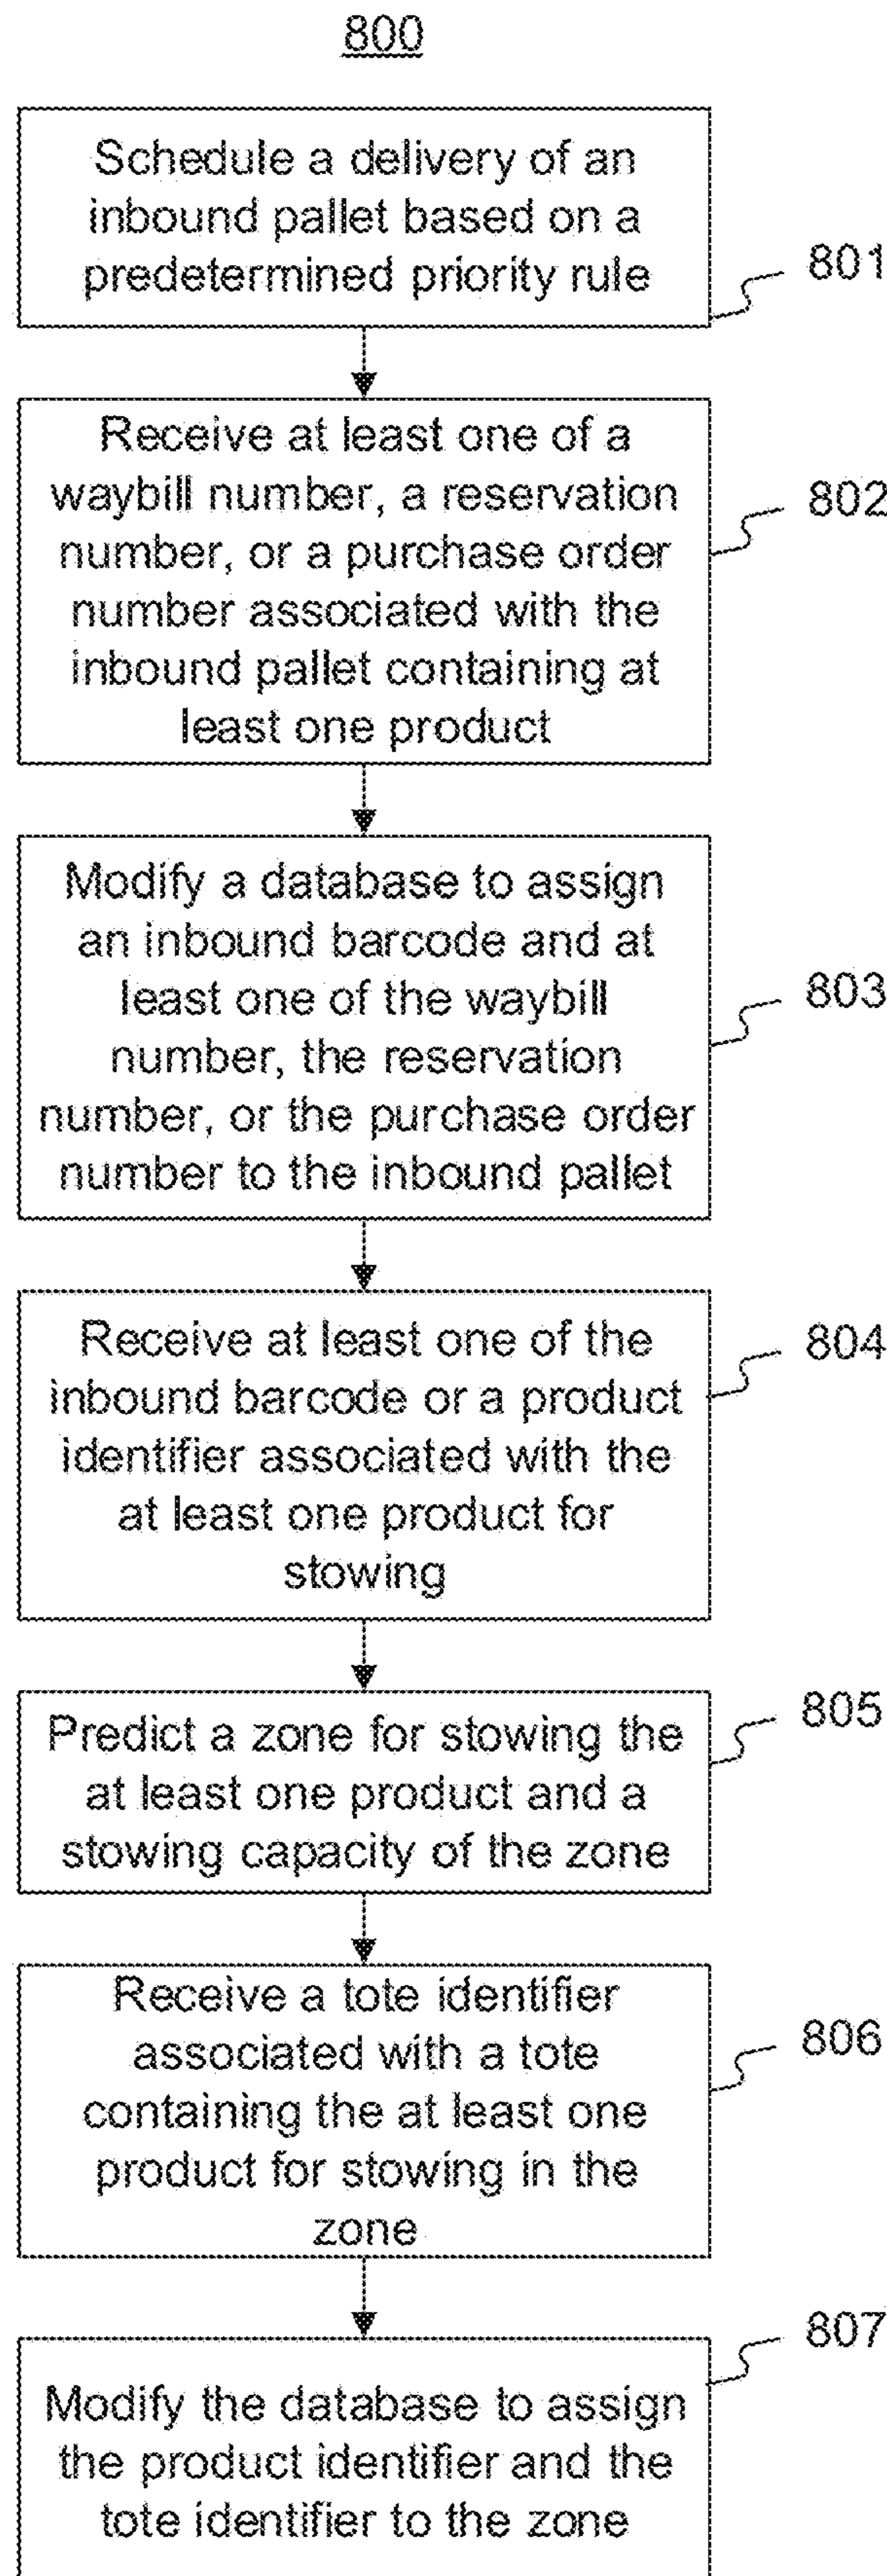 800
Schedule a delivery of an
inbound pallet based on a
predetermined priority rule
801
Receive at least one of a
waybill number, a reservation
number, or a purchase order
number associated with the
inbound pallet containing at
least one product
802
Modify a database to assign
an inbound barcode and at
least one of the waybill
number, the reservation
number, or the purchase order
number to the inbound pallet
803
Receive at least one of the
inbound barcode or a product
identifier associated with the
at least one product for
stowing
804
Predict a zone for stowing the
at least one product and a
stowing capacity of the zone
805
Receive a tote identifier
associated with a tote
containing the at least one
product for stowing in the
zone
806
Modify the database to assign
the product identifier and the
tote identifier to the zone
807